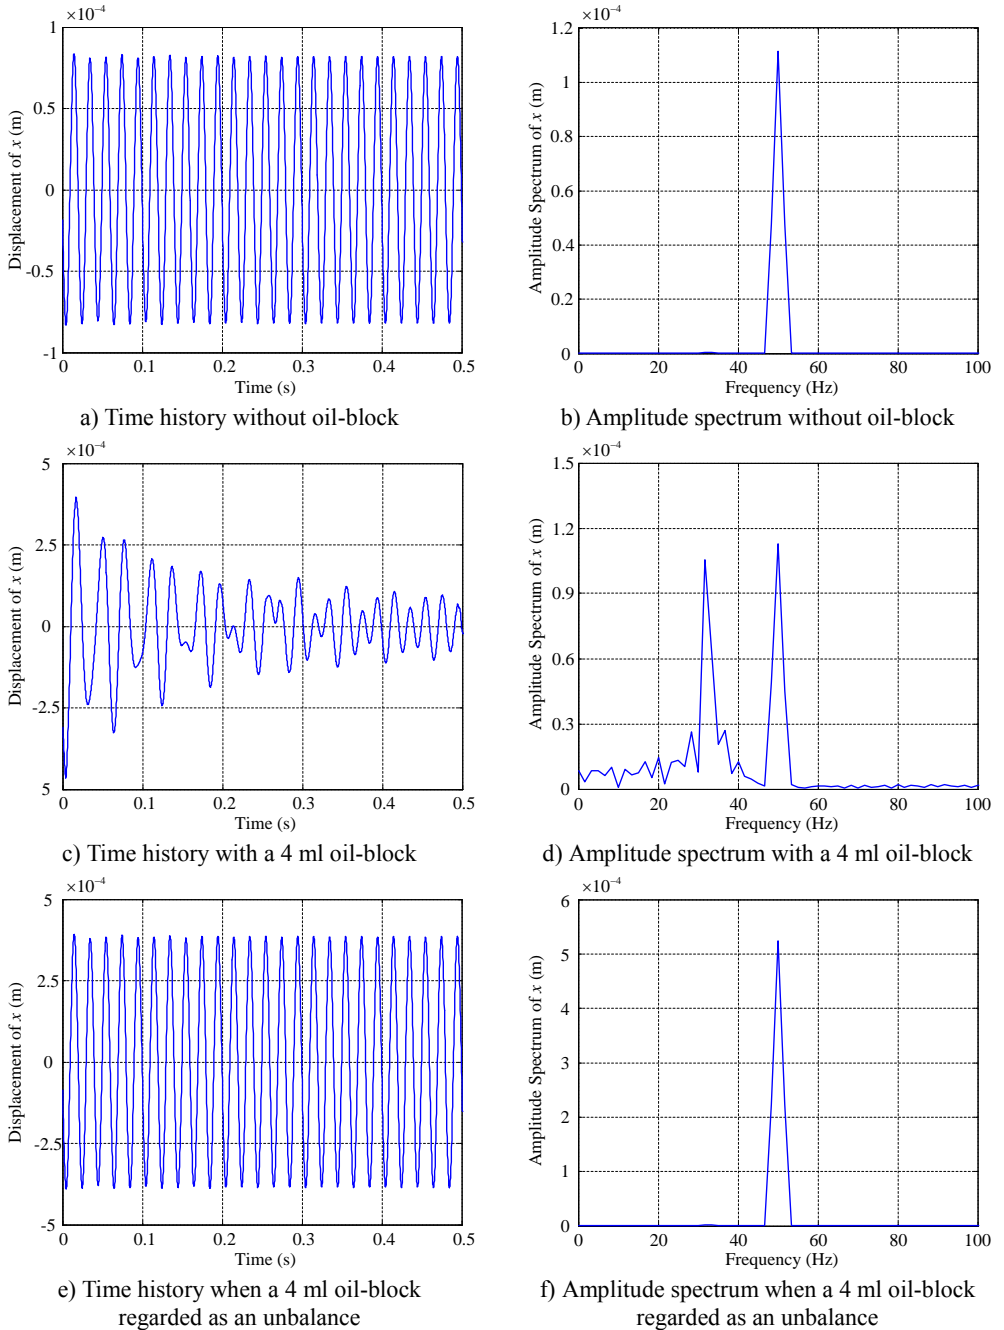 ×10⁻⁴
1
0.5
0
-0.5
-1
Displacement of x (m)
0 0.1 0.2 0.3 0.4 0.5
Time (s)
a) Time history without oil-block
×10⁻⁴
1.2
1
0.8
0.6
0.4
0.2
0
Amplitude Spectrum of x (m)
0 20 40 60 80 100
Frequency (Hz)
b) Amplitude spectrum without oil-block
×10⁻⁴
5
2.5
0
-2.5
5
Displacement of x (m)
0 0.1 0.2 0.3 0.4 0.5
Time (s)
c) Time history with a 4 ml oil-block
×10⁻⁴
1.5
1.2
0.9
0.6
0.3
0
Amplitude Spectrum of x (m)
0 20 40 60 80 100
Frequency (Hz)
d) Amplitude spectrum with a 4 ml oil-block
×10⁻⁴
5
2.5
0
-2.5
-5
Displacement of x (m)
0 0.1 0.2 0.3 0.4 0.5
Time (s)
e) Time history when a 4 ml oil-block
regarded as an unbalance
×10⁻⁴
6
5
4
3
2
1
0
Amplitude Spectrum of x (m)
0 20 40 60 80 100
Frequency (Hz)
f) Amplitude spectrum when a 4 ml oil-block
regarded as an unbalance